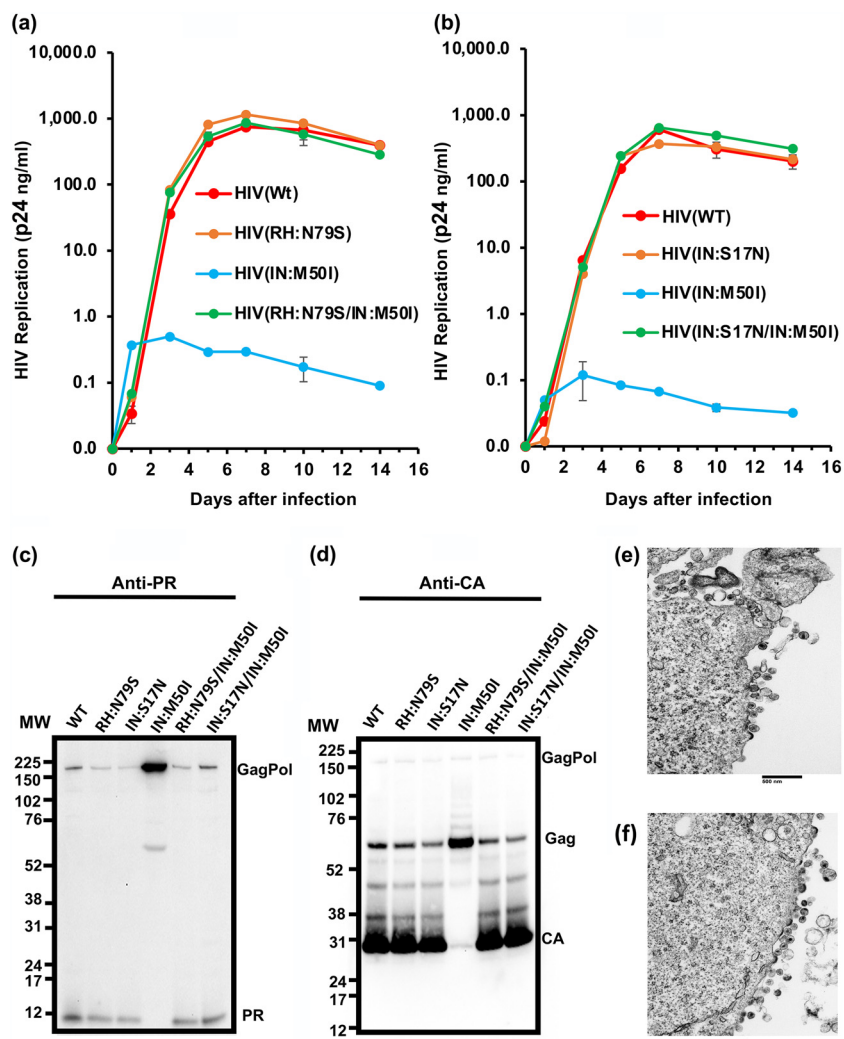 (a)
10,000.0
1,000.0
100.0
10.0
1.0
0.1
0.0
HIV Replication (p24 ng/ml)
HIV(Wt)
HIV(RH:N79S)
HIV(IN:M50I)
HIV(RH:N79S/IN:M50I)
0 2 4 6 8 10 12 14 16
Days after infection
(b)
10,000.0
1,000.0
100.0
10.0
1.0
0.1
0.0
HIV Replication (p24 ng/ml)
HIV(WT)
HIV(IN:S17N)
HIV(IN:M50I)
HIV(IN:S17N/IN:M50I)
0 2 4 6 8 10 12 14 16
Days after infection
(c)
Anti-PR
MW
WT
RH:N79S
IN:S17N
IN:M50I
RH:N79S/IN:M50I
IN:S17N/IN:M50I
225
150
102
76
52
38
31
24
17
12
GagPol
PR
(d)
Anti-CA
MW
WT
RH:N79S
IN:S17N
IN:M50I
RH:N79S/IN:M50I
IN:S17N/IN:M50I
225
150
102
76
52
38
31
24
17
12
GagPol
Gag
CA
(e)
500 nm
(f)